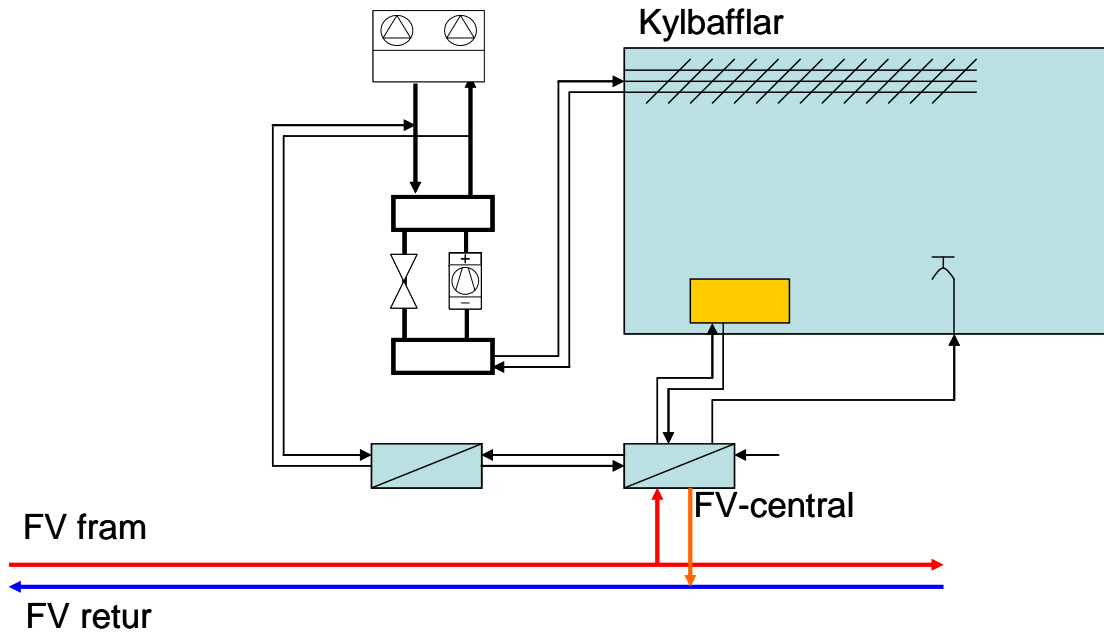 Kylbafflar
+
−
FV-central
FV fram
FV retur